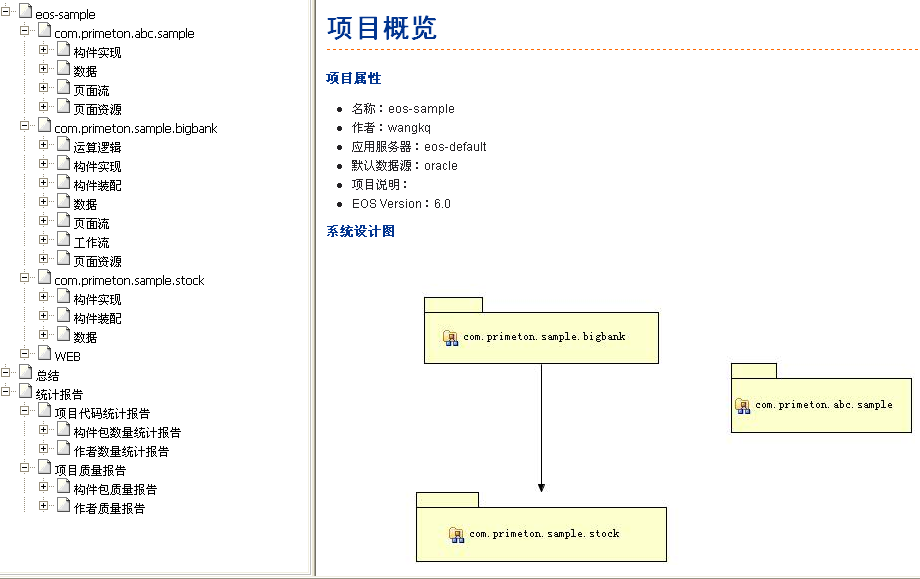 eos-sample
com.primeton.abc.sample
构件实现
数据
页面流
页面资源
com.primeton.sample.bigbank
运算逻辑
构件实现
构件装配
数据
页面流
工作流
页面资源
com.primeton.sample.stock
构件实现
构件装配
数据
WEB
总结
统计报告
项目代码统计报告
构件包数量统计报告
作者数量统计报告
项目质量报告
构件包质量报告
作者质量报告
项目概览
项目属性
名称：eos-sample
作者：wangkq
应用服务器：eos-default
默认数据源：oracle
项目说明：
EOS Version：6.0
系统设计图
com.primeton.sample.bigbank
com.primeton.abc.sample
com.primeton.sample.stock